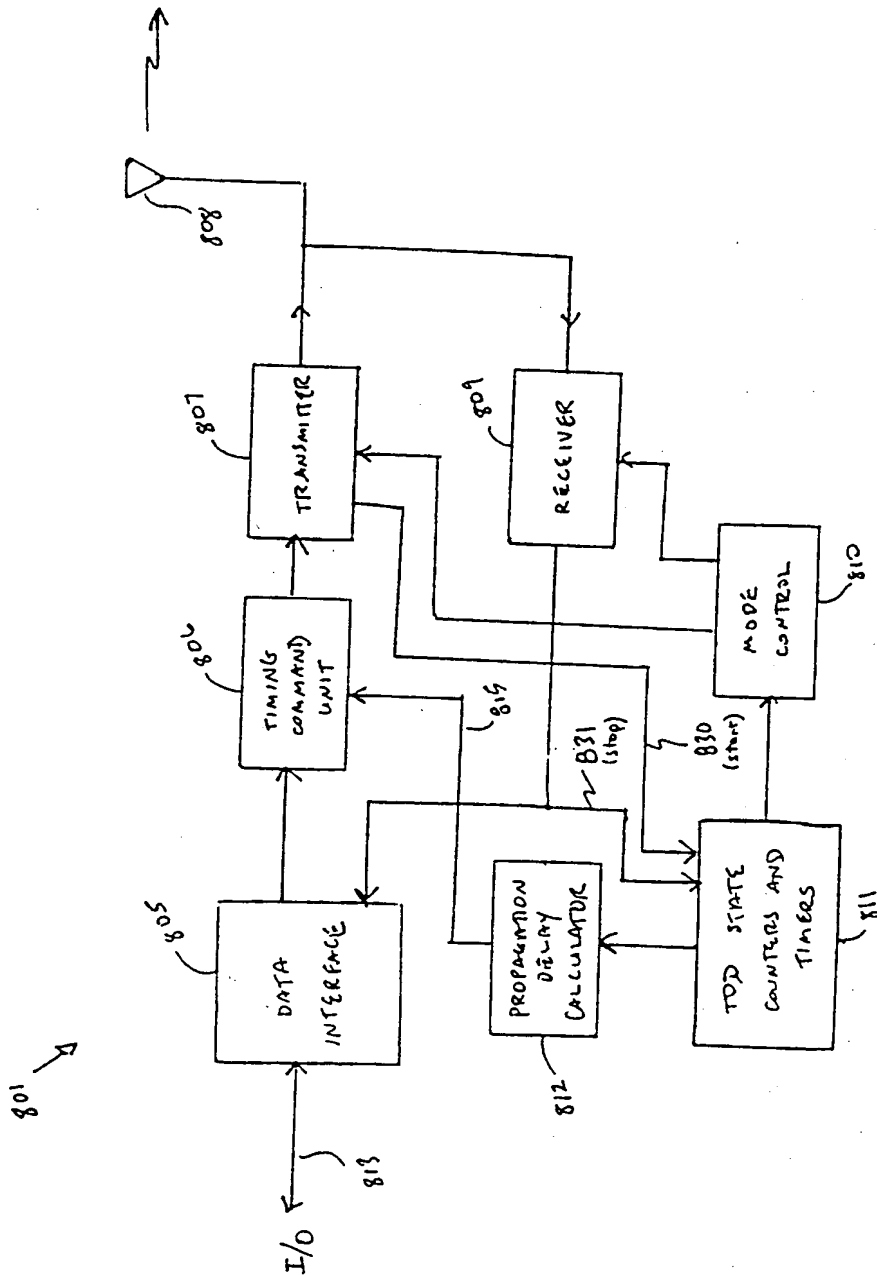 801
I/O
813
805
DATA
INTERFACE
806
TIMING
COMMAND
UNIT
807
TRANSMITTER
808
815
809
RECEIVER
831
(stop)
830
(start)
812
PROPAGATION
DELAY
CALCULATOR
810
MODE
CONTROL
811
TDD STATE
COUNTERS AND
TIMERS